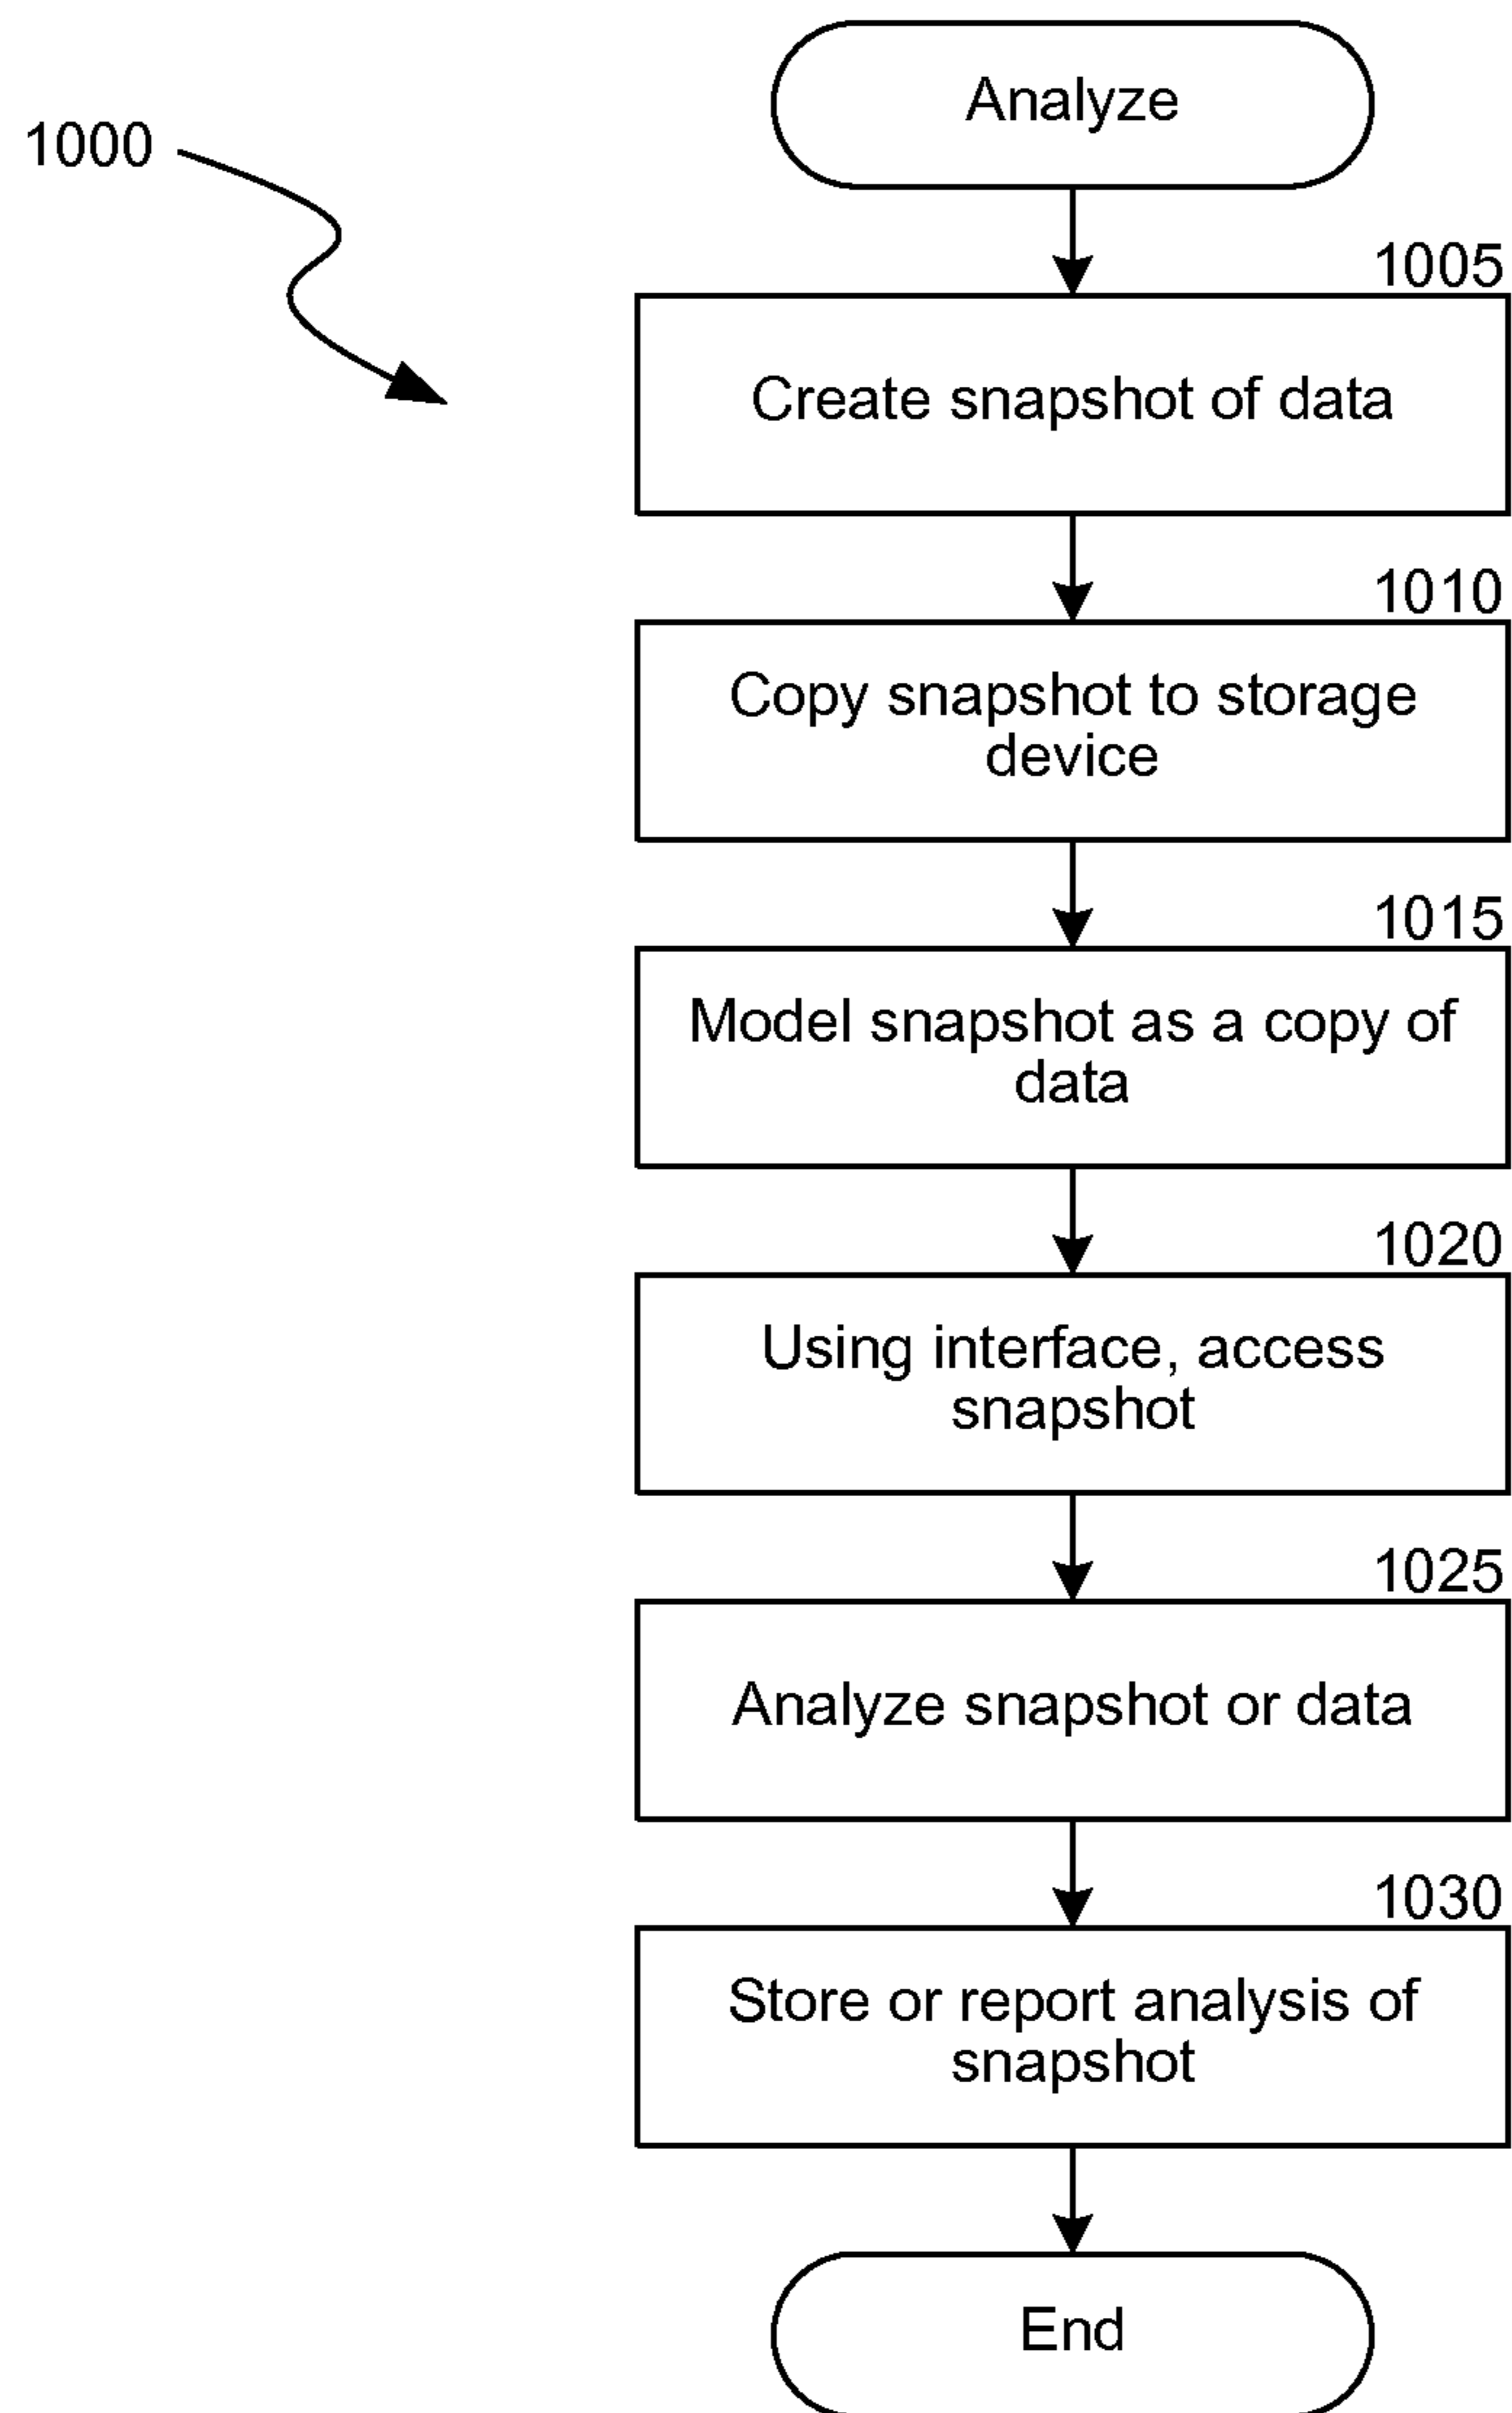 Analyze
1000
1005
Create snapshot of data
1010
Copy snapshot to storage
device
1015
Model snapshot as a copy of
data
1020
Using interface, access
snapshot
1025
Analyze snapshot or data
1030
Store or report analysis of
snapshot
End